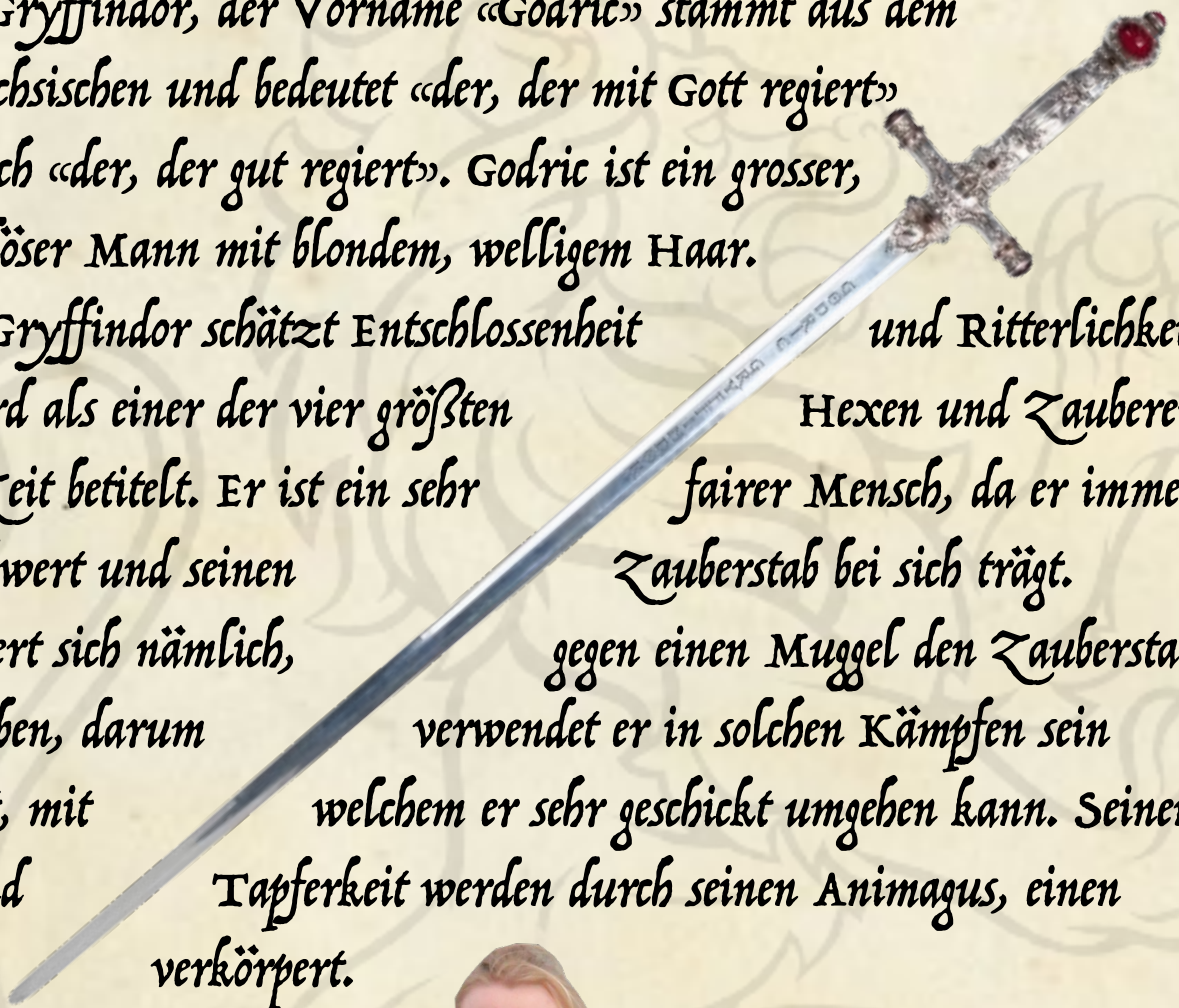 Gryffindor, der Vorname «Godric» stammt aus dem
chsischen und bedeutet «der, der mit Gott regiert»
ch «der, der gut regiert». Godric ist ein grosser,
öser Mann mit blondem, welligem Haar.
Gryffindor schätzt Entschlossenheit und Ritterlichkei
rd als einer der vier größten Hexen und Zaubere
Zeit betitelt. Er ist ein sehr fairer Mensch, da er imme
wert und seinen Zauberstab bei sich trägt.
ert sich nämlich, gegen einen Muggel den Zaubersta
ben, darum verwendet er in solchen Kämpfen sein
, mit welchem er sehr geschickt umgehen kann. Seine
d Tapferkeit werden durch seinen Animagus, einen
verkörpert.